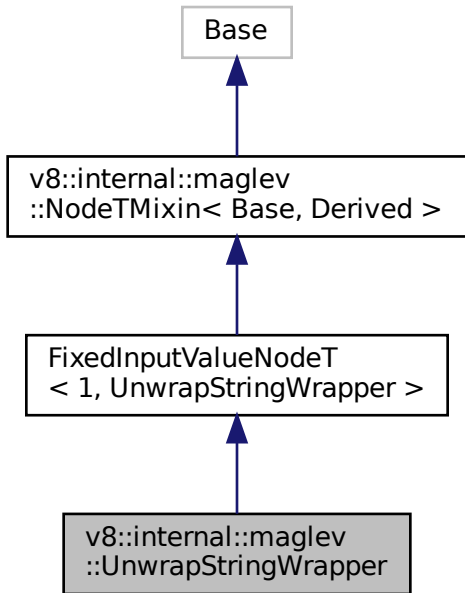 Base
v8::internal::maglev
::NodeTMixin< Base, Derived >
FixedInputValueNodeT
< 1, UnwrapStringWrapper >
v8::internal::maglev
::UnwrapStringWrapper